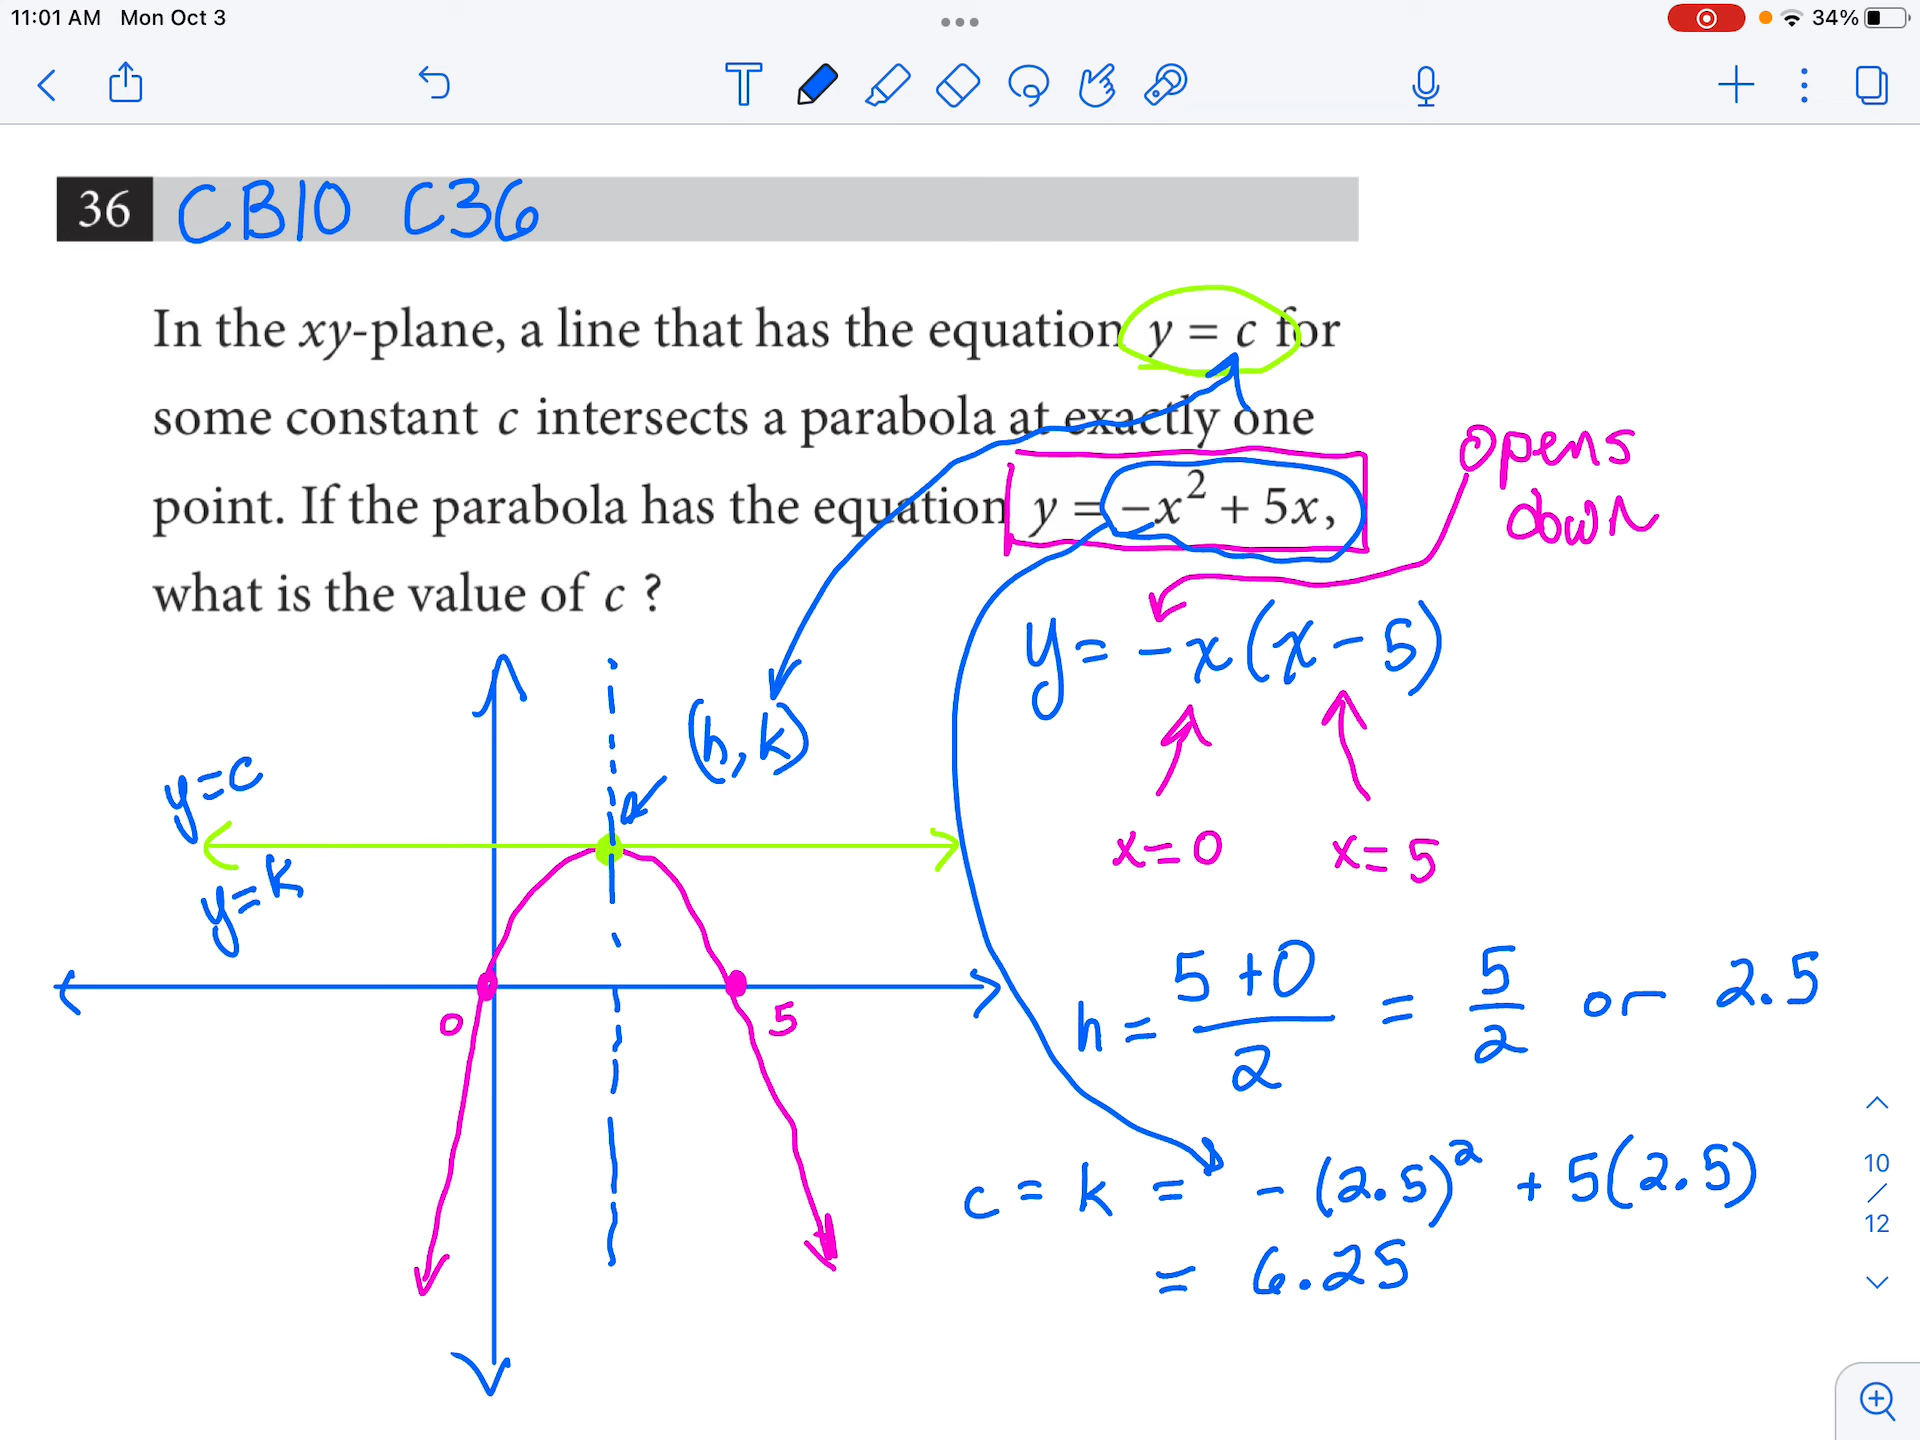 11:01 AM Mon Oct 3
34%
T
36 CB10 C36
In the xy-plane, a line that has the equation y = c for
some constant c intersects a parabola at exactly one
point. If the parabola has the equation y = −x² + 5x,
what is the value of c ?
opens
down
y = -x(x-5)
(h, k)
y=c
y=k
x=0
x=5
0
5
h = 5+0/2 = 5/2 or 2.5
c = k = -(2.5)² + 5(2.5)
= 6.25
10
/
12